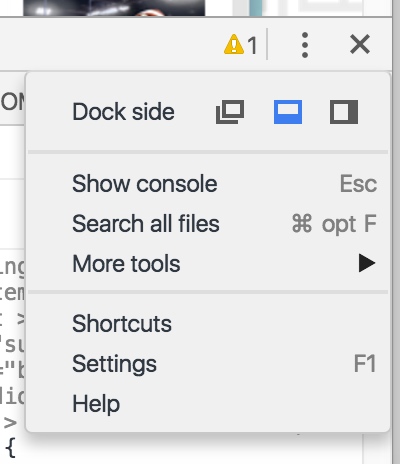 1
Dock side
Show console Esc
Search all files ⌘ opt F
More tools
Shortcuts
Settings F1
Help
> 
{